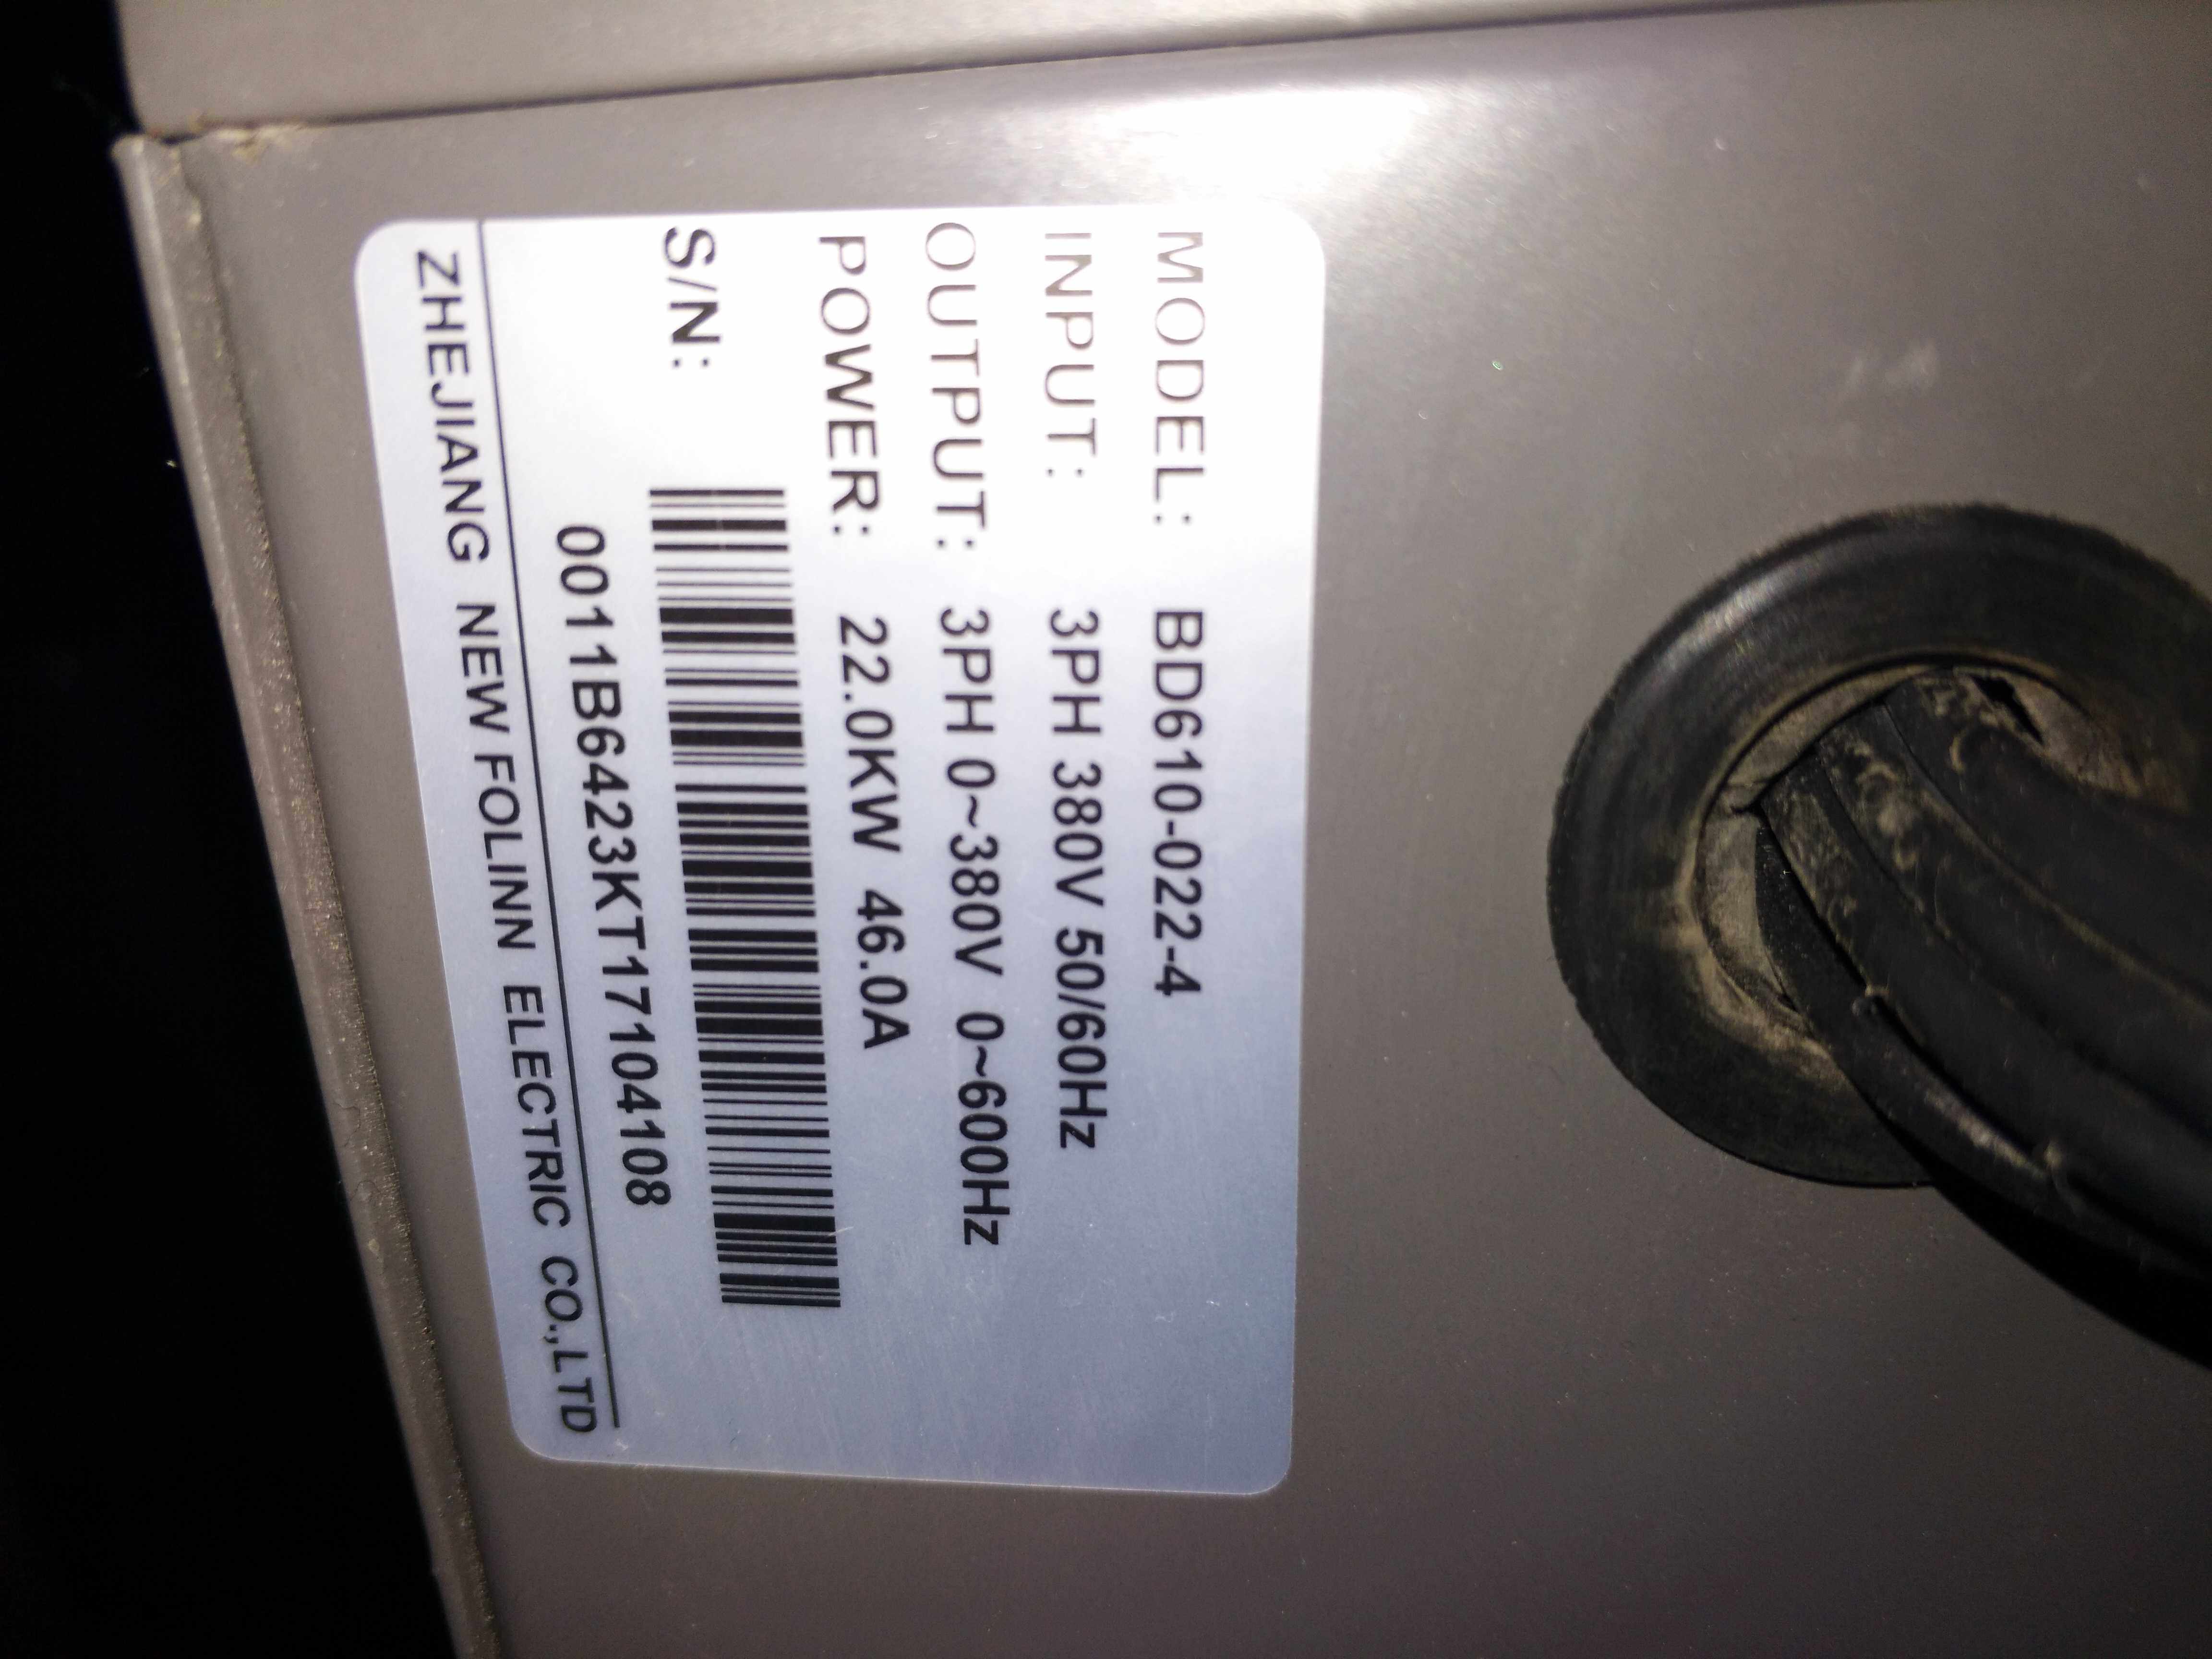 MODEL: BD610-022-4
INPUT: 3PH 380V 50/60Hz
OUTPUT: 3PH 0~380V 0~600Hz
POWER: 22.0KW 46.0A
S/N:
0011B6423KT17104108
ZHEJIANG NEW FOLINN ELECTRIC CO.,LTD